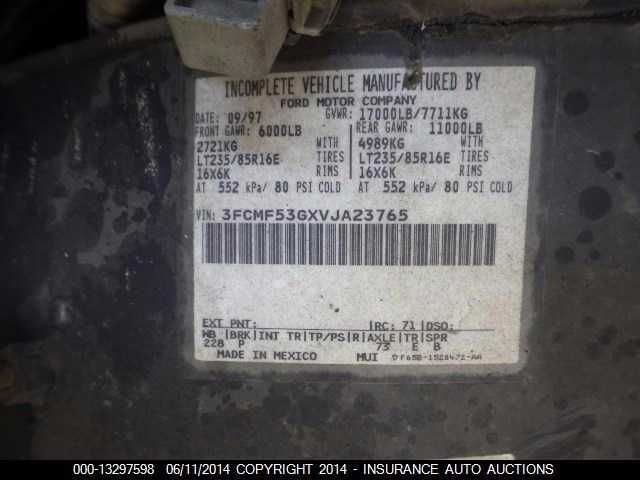 INCOMPLETE VEHICLE MANUFACTURED BY
FORD MOTOR COMPANY
DATE: 09/97 GVWR: 17000LB/7711KG
FRONT GAWR: 6000LB REAR GAWR: 11000LB
2721KG WITH 4989KG WITH
LT235/85R16E TIRES LT235/85R16E TIRES
16X6K RIMS 16X6K RIMS
AT 552 kPa/ 80 PSI COLD AT 552 kPa/ 80 PSI COLD
VIN: 3FCMF53GXVJA23765
EXT PNT: RC: 71 DSO:
WB |BRK|INT TR|TP/PS|R|AXLE|TR|SPR
228 P 73 E B
MADE IN MEXICO MUI
000-13297598 06/11/2014 COPYRIGHT 2014 - INSURANCE AUTO AUCTIONS